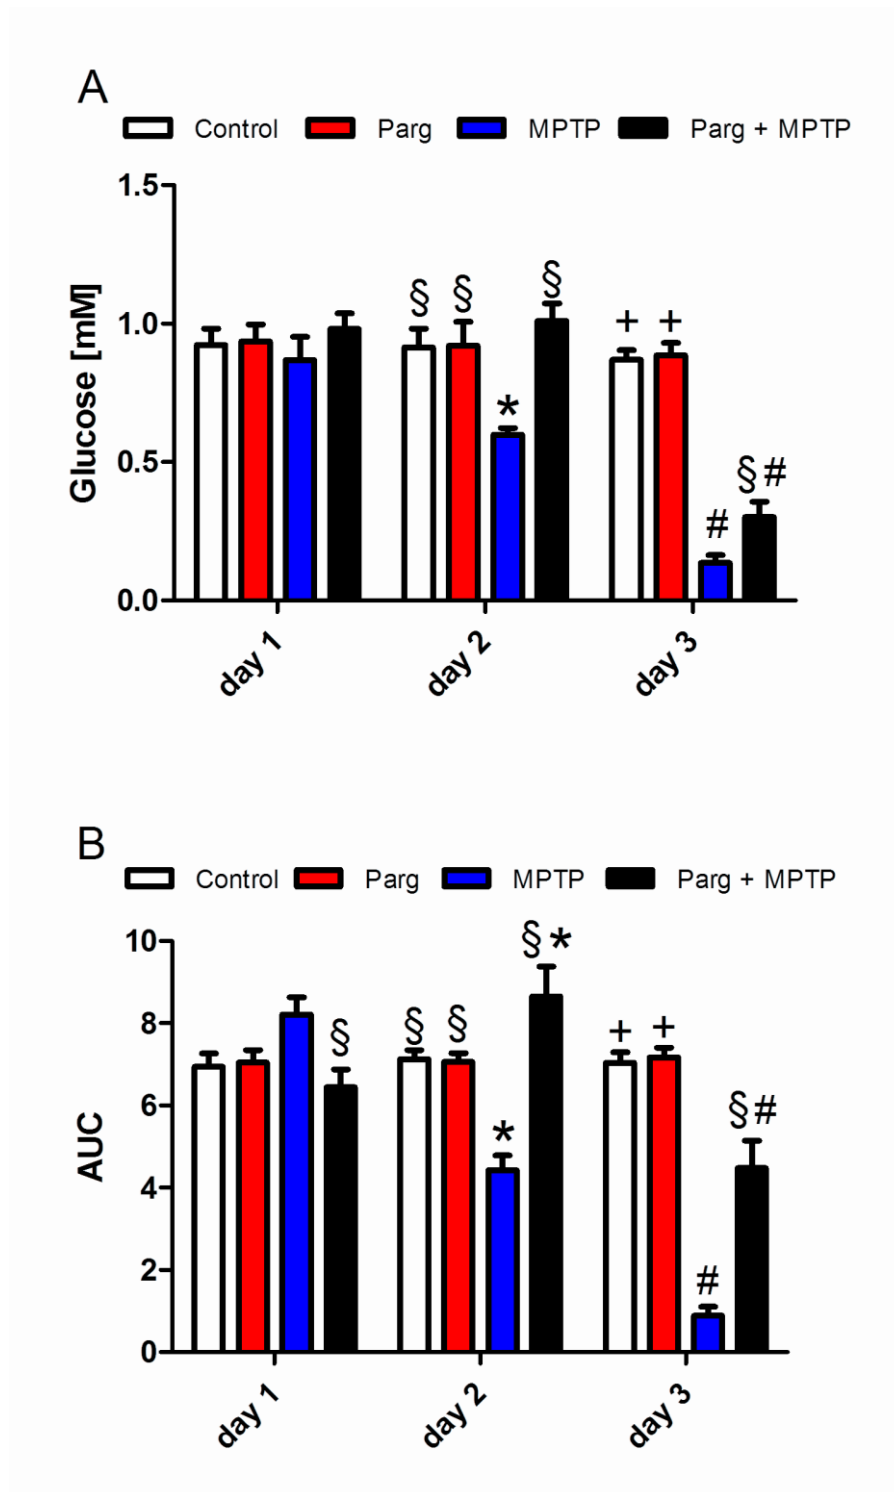 A
Control Parg MPTP Parg + MPTP
1.5
§ § §
1.0
+ +
*
Glucose [mM]
0.5
§ #
#
0.0
day 1 day 2 day 3
B
Control Parg MPTP Parg + MPTP
10
§ *
8
§ § § + +
6
*
§ #
AUC
4
2
#
0
day 1 day 2 day 3